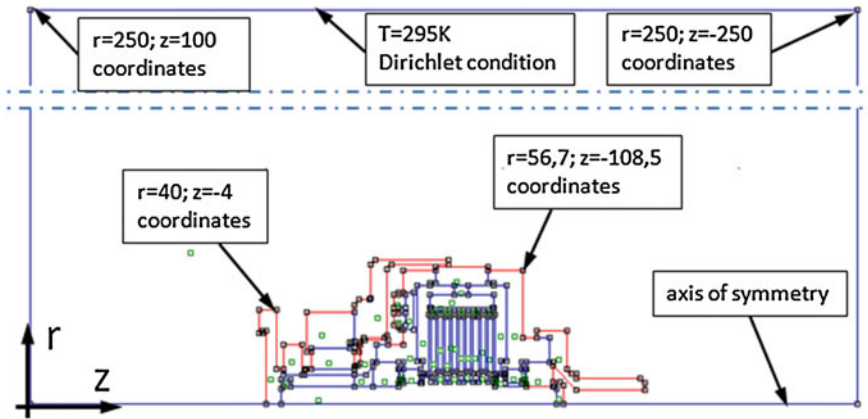 r=250; z=100
coordinates
T=295K
Dirichlet condition
r=250; z=-250
coordinates
r=40; z=-4
coordinates
r=56,7; z=-108,5
coordinates
axis of symmetry
r
z